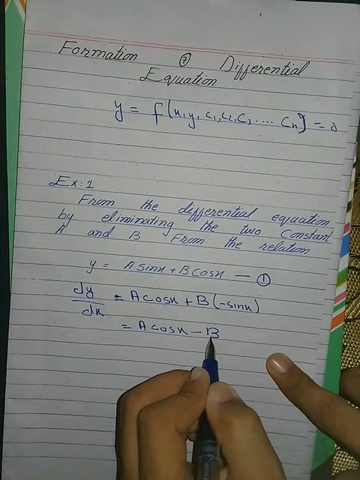 Formation of Differential
Equation
y = f(x, y, c₁, c₂, c₃ .... cₙ) = 0
Ex: 1
From the differential equation
by eliminating the two Constant
A and B From the relation
y = A sinx + B cosx — ①
dy/dx = A cosx + B (-sinx)
= A cosx - B